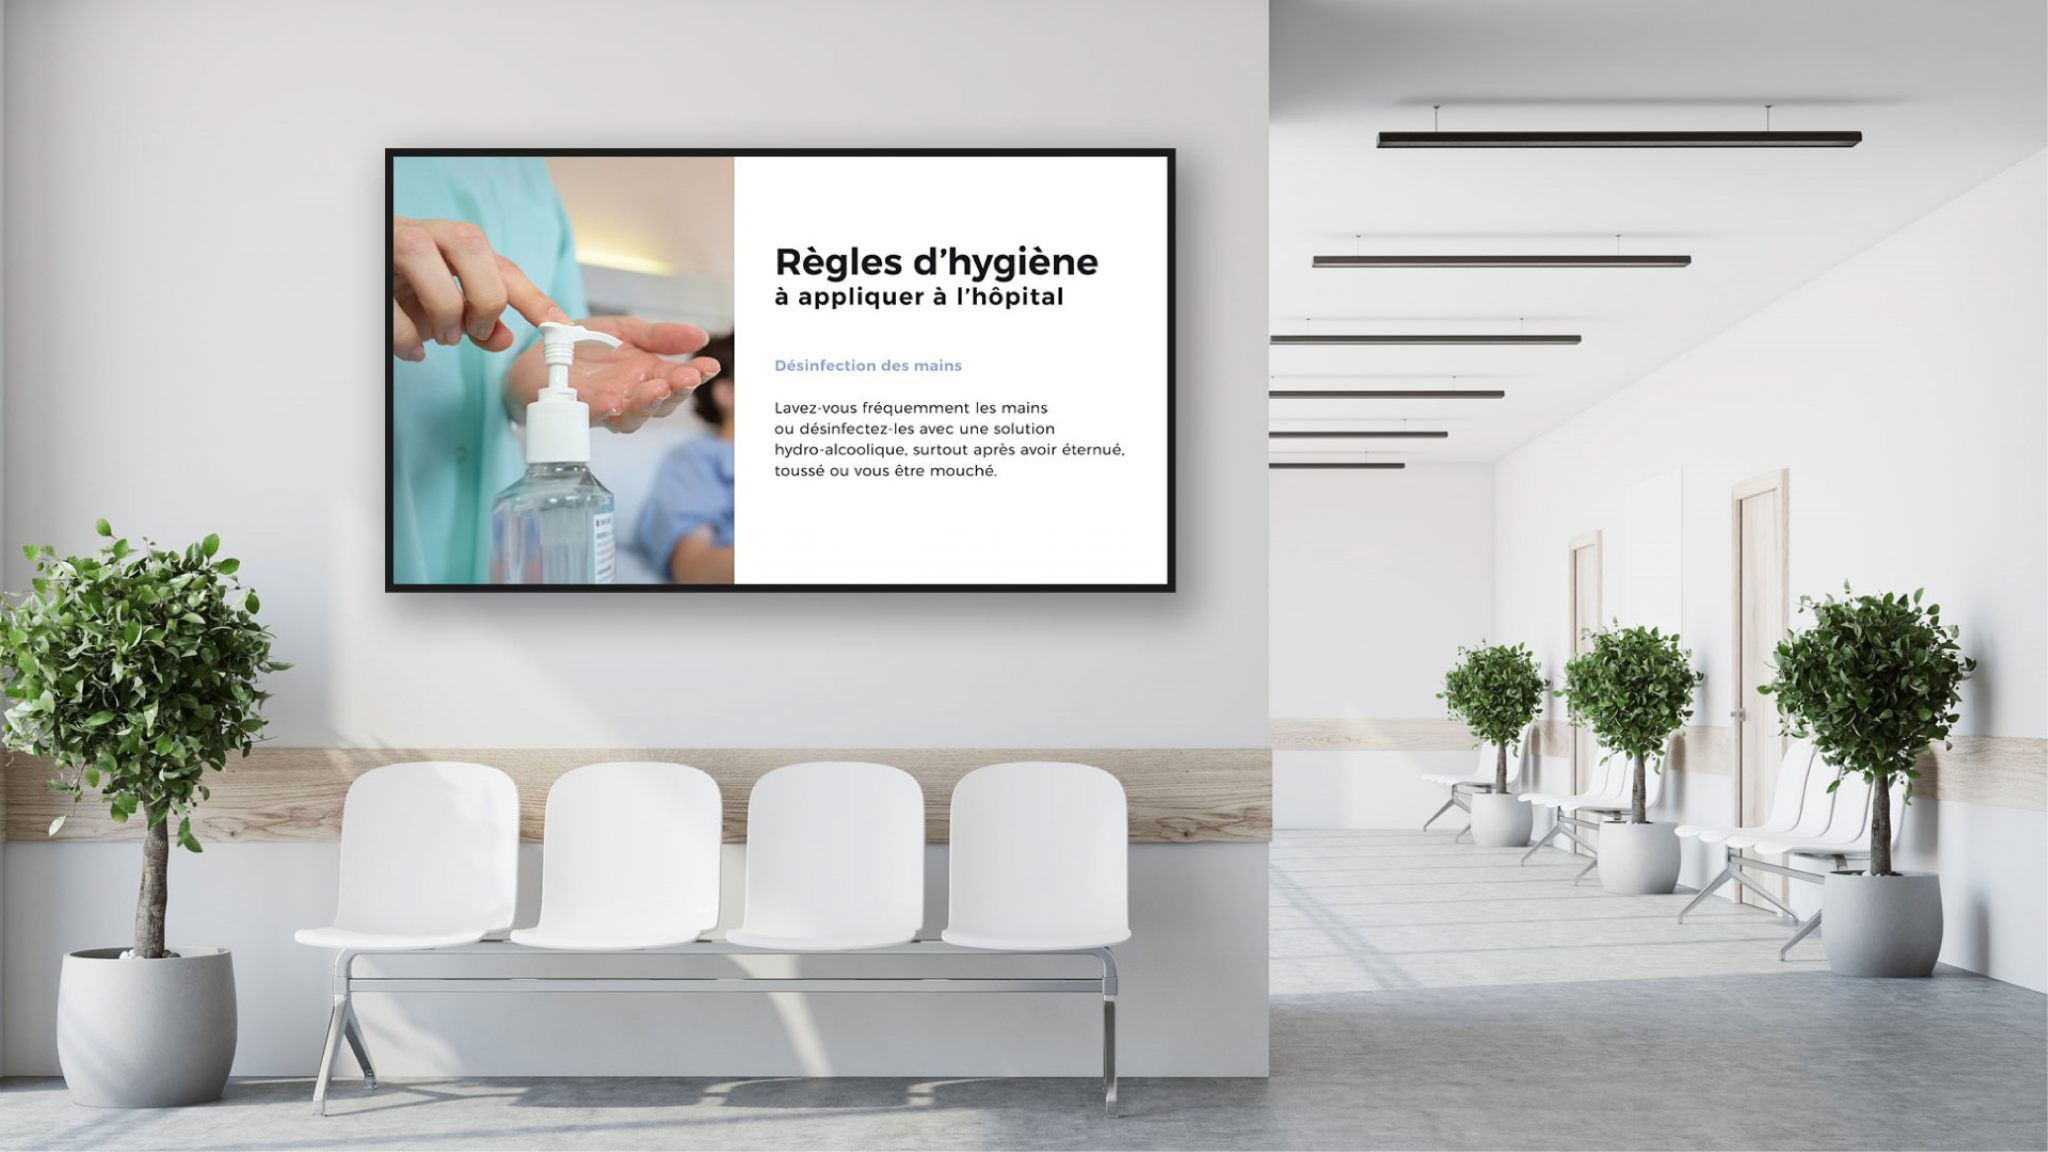 Règles d'hygiène
à appliquer à l'hôpital
Désinfection des mains
Lavez-vous fréquemment les mains
ou désinfectez-les avec une solution
hydro-alcoolique, surtout après avoir éternué,
toussé ou vous être mouché.